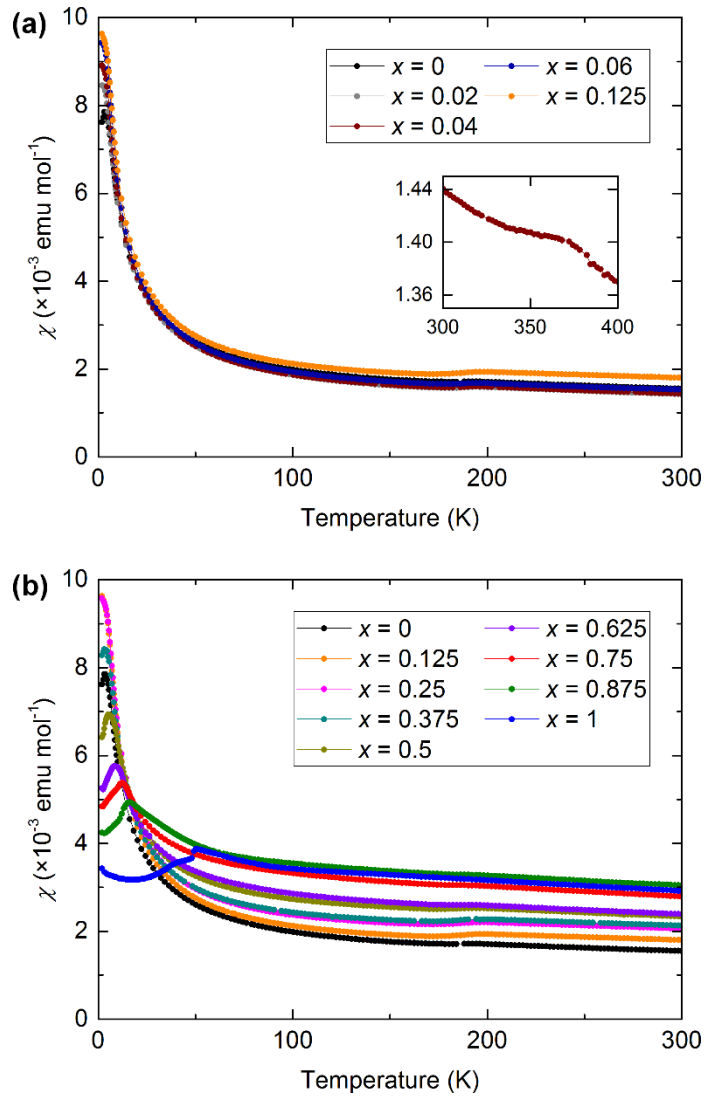 (a)
10
8
6
4
2
0
χ (×10⁻³ emu mol⁻¹)
x = 0
x = 0.06
x = 0.02
x = 0.125
x = 0.04
1.44
1.40
1.36
300
350
400
0
100
200
300
Temperature (K)
(b)
10
8
6
4
2
0
χ (×10⁻³ emu mol⁻¹)
x = 0
x = 0.625
x = 0.125
x = 0.75
x = 0.25
x = 0.875
x = 0.375
x = 1
x = 0.5
0
100
200
300
Temperature (K)